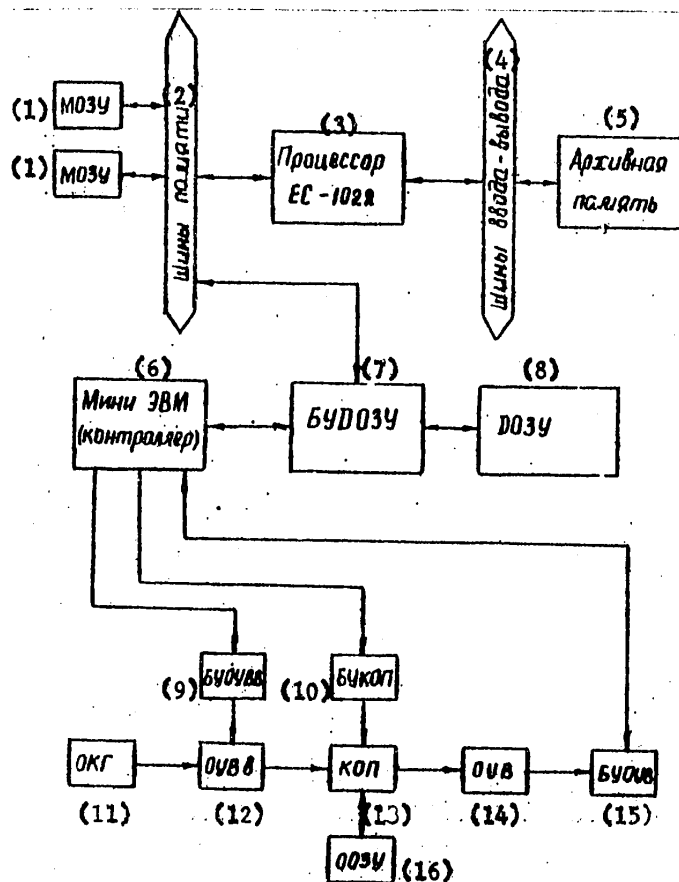 (1) МОЗУ
(1) МОЗУ
(2) Шины памяти
(3)
Процессор
ЕС-1022
(4) Шины ввода-вывода
(5)
Архивная
память
(6)
Мини ЭВМ
(контроллер)
(7)
БУДОЗУ
(8)
ДОЗУ
(9) БУОУВВ
(10) БУКОП
ОКГ
(11)
ОУВВ
(12)
КОП
(13)
ОУВ
(14)
БУОУВ
(15)
ООЗУ (16)